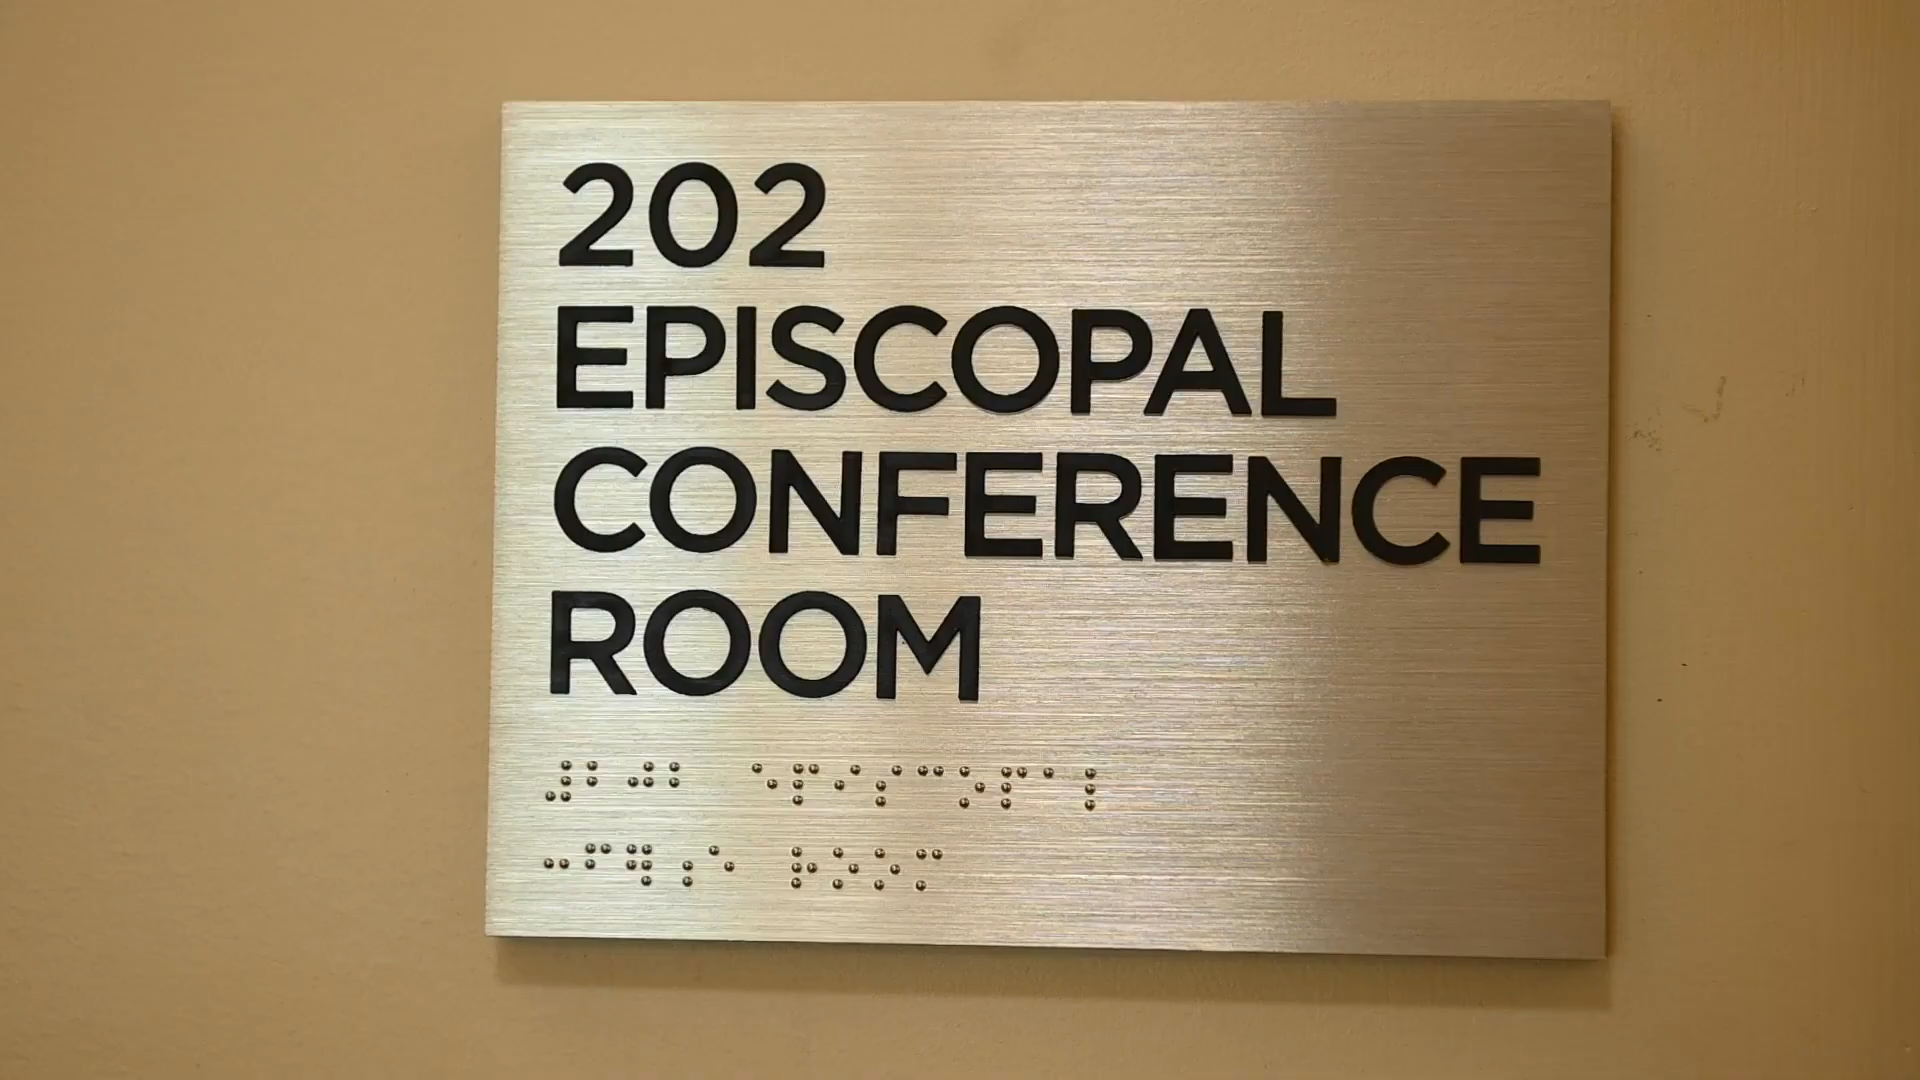 202
EPISCOPAL
CONFERENCE
ROOM
⠼⠃⠚⠃ ⠑⠏⠊⠎⠉⠕⠏⠁⠇
⠒⠋⠻⠢⠉⠑ ⠗⠕⠕⠍